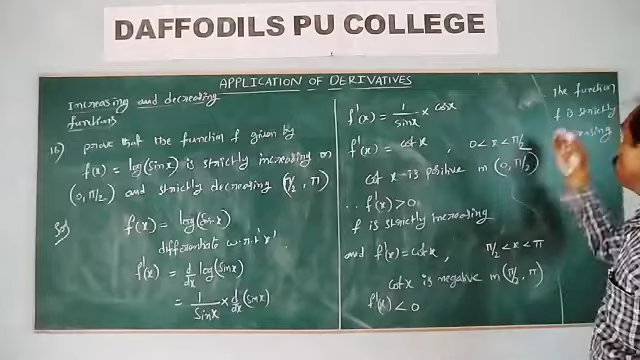 DAFFODILS PU COLLEGE
APPLICATION OF DERIVATIVES
Increasing and decreasing
functions
16) prove that the function f given by
f(x) = log(sinx) is strictly increasing on
(0, π/2) and strictly decreasing (π/2, π)
Sol
f(x) = log(sinx)
differentiate w.r.t 'x'.
f'(x) = d/dx log(sinx)
= 1/sinx × d/dx (sinx)
f'(x) = 1/sinx × cosx
f'(x) = cotx , 0 < x < π/2
cot x is positive in (0, π/2)
∴ f'(x) > 0
f is strictly increasing
and f'(x) = cotx , π/2 < x < π
cotx is negative in (π/2, π)
f'(x) < 0
the function
f is strictly